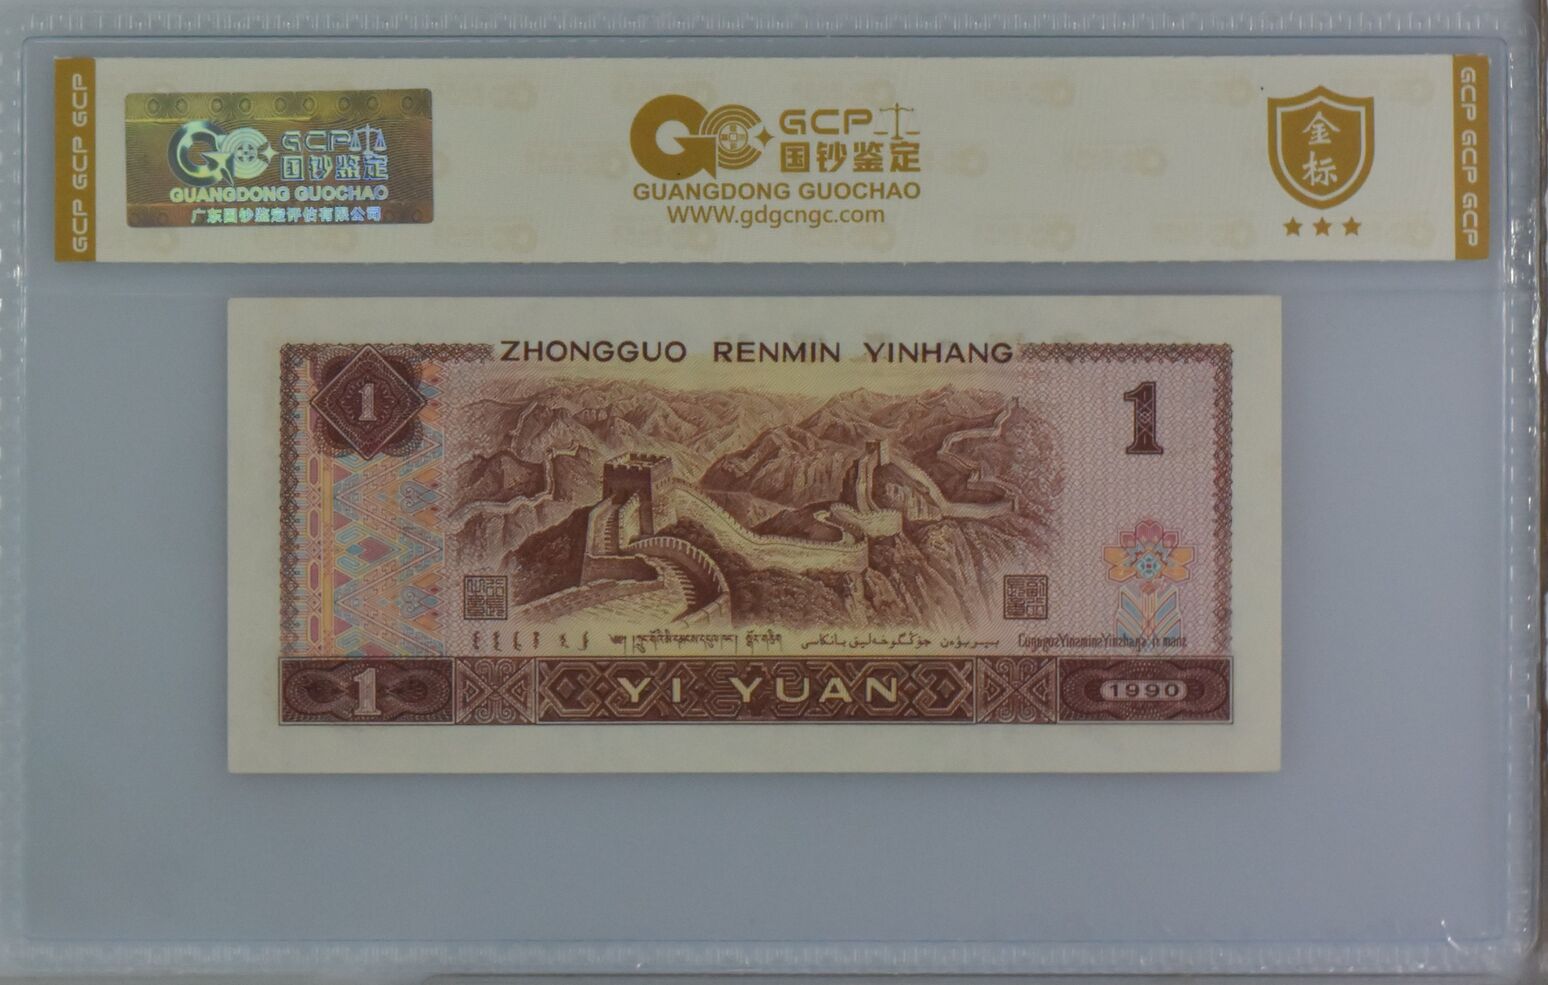 GCP GCP GCP
GCP 国钞鉴定
GUANGDONG GUOCHAO
广东国钞鉴定评估有限公司
GCP
国钞鉴定
GUANGDONG GUOCHAO
WWW.gdgcngc.com
金标
GCP GCP GCP
ZHONGGUO RENMIN YINHANG
1
1
1
YI YUAN
1990